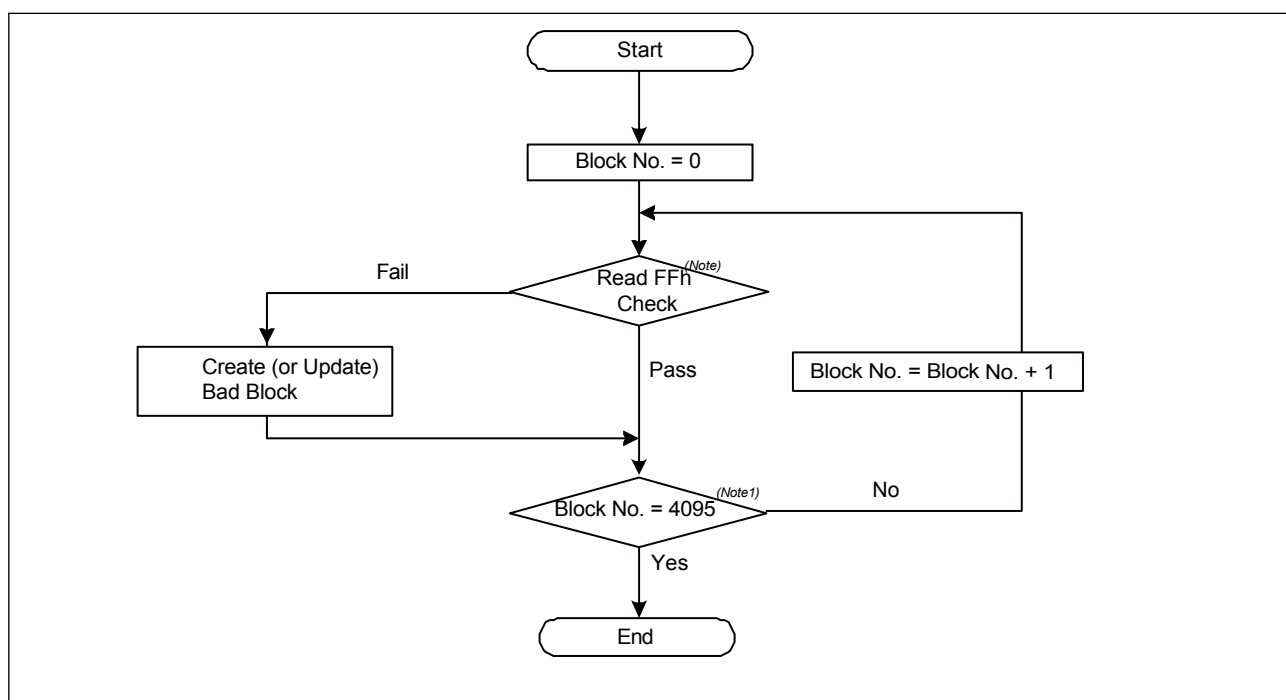 Start
Block No. = 0
Fail
Read FFh (Note)
Check
Create (or Update)
Bad Block
Pass
Block No. = Block No. + 1
Block No. = 4095 (Note1)
No
Yes
End